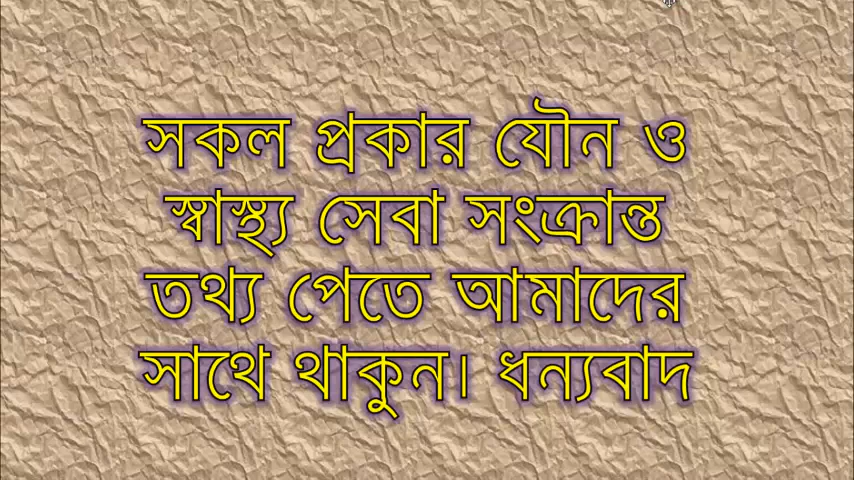 সকল প্রকার যৌন ও
স্বাস্থ্য সেবা সংক্রান্ত
তথ্য পেতে আমাদের
সাথে থাকুন। ধন্যবাদ